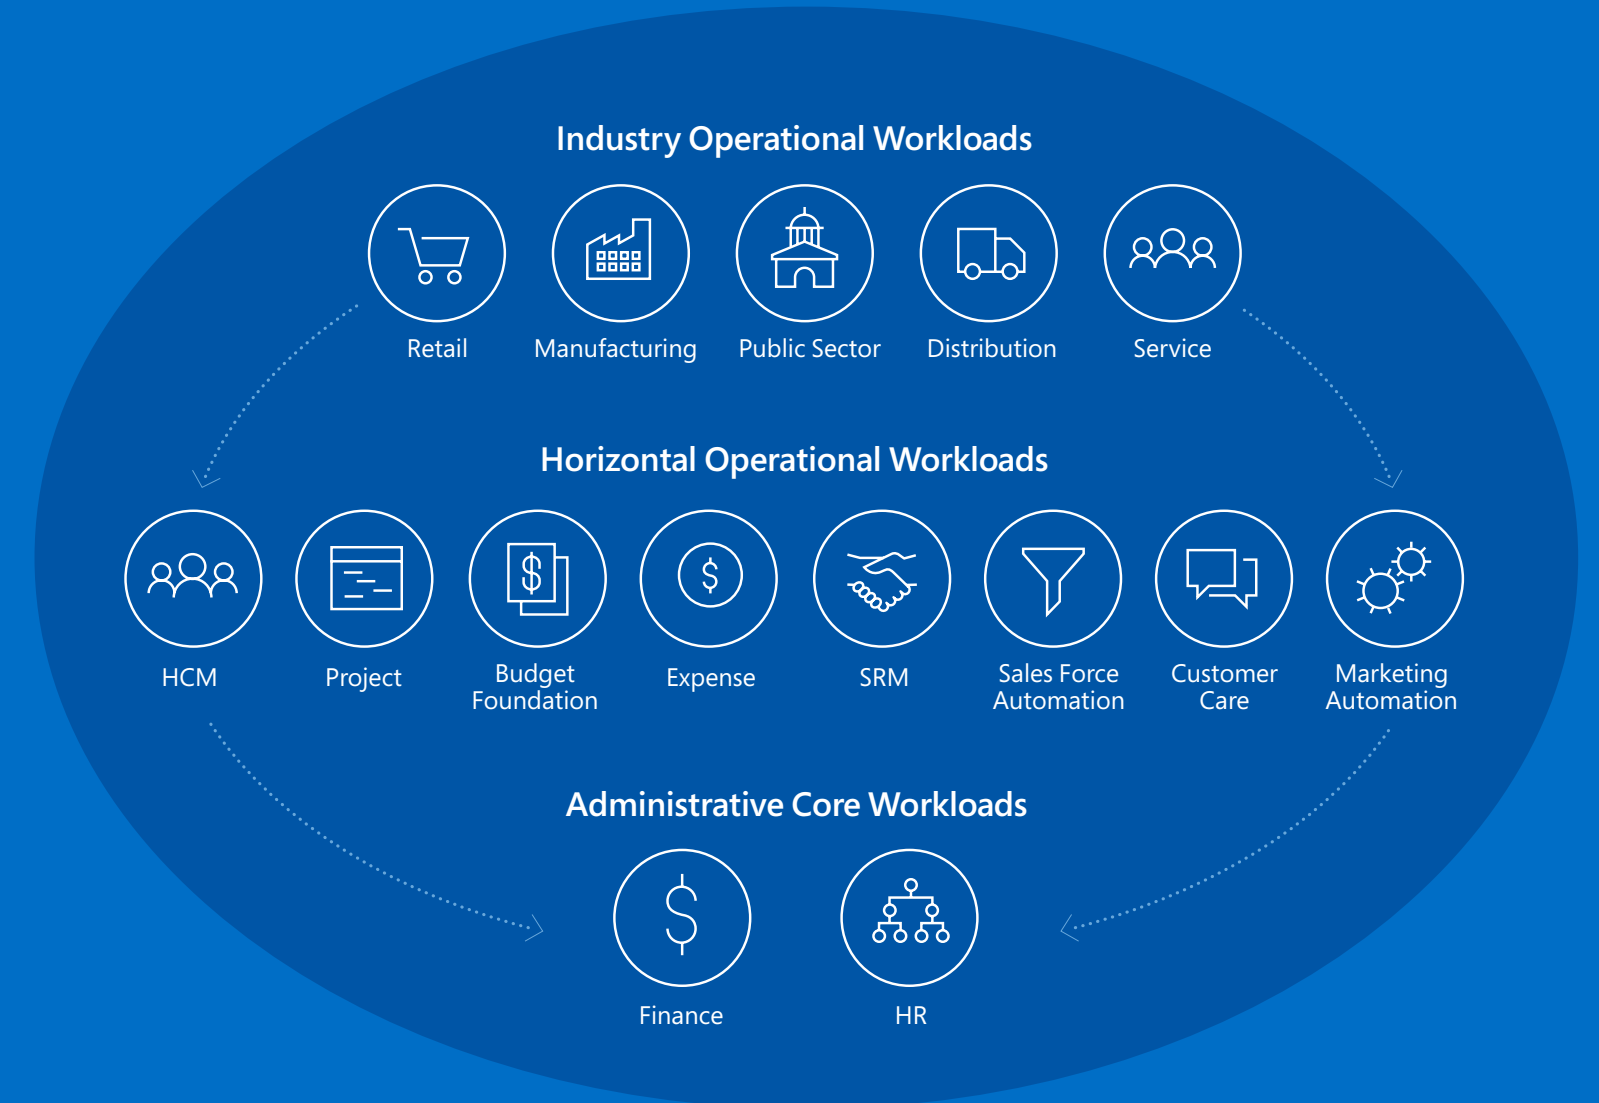 Industry Operational Workloads
Retail
Manufacturing
Public Sector
Distribution
Service
Horizontal Operational Workloads
HCM
Project
Budget
Foundation
Expense
SRM
Sales Force
Automation
Customer
Care
Marketing
Automation
Administrative Core Workloads
$
Finance
HR